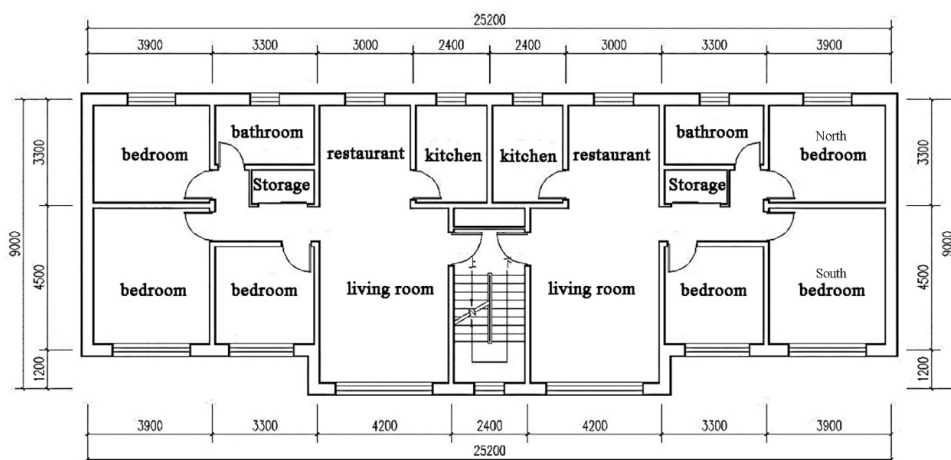 25200
3900 3300 3000 2400 2400 3000 3300 3900
bedroom bathroom restaurant kitchen kitchen restaurant bathroom North bedroom
3300 Storage Storage 3300
9000 4500 9000 4500
bedroom bedroom living room living room bedroom South bedroom
1200 1200
3900 3300 4200 2400 4200 3300 3900
25200